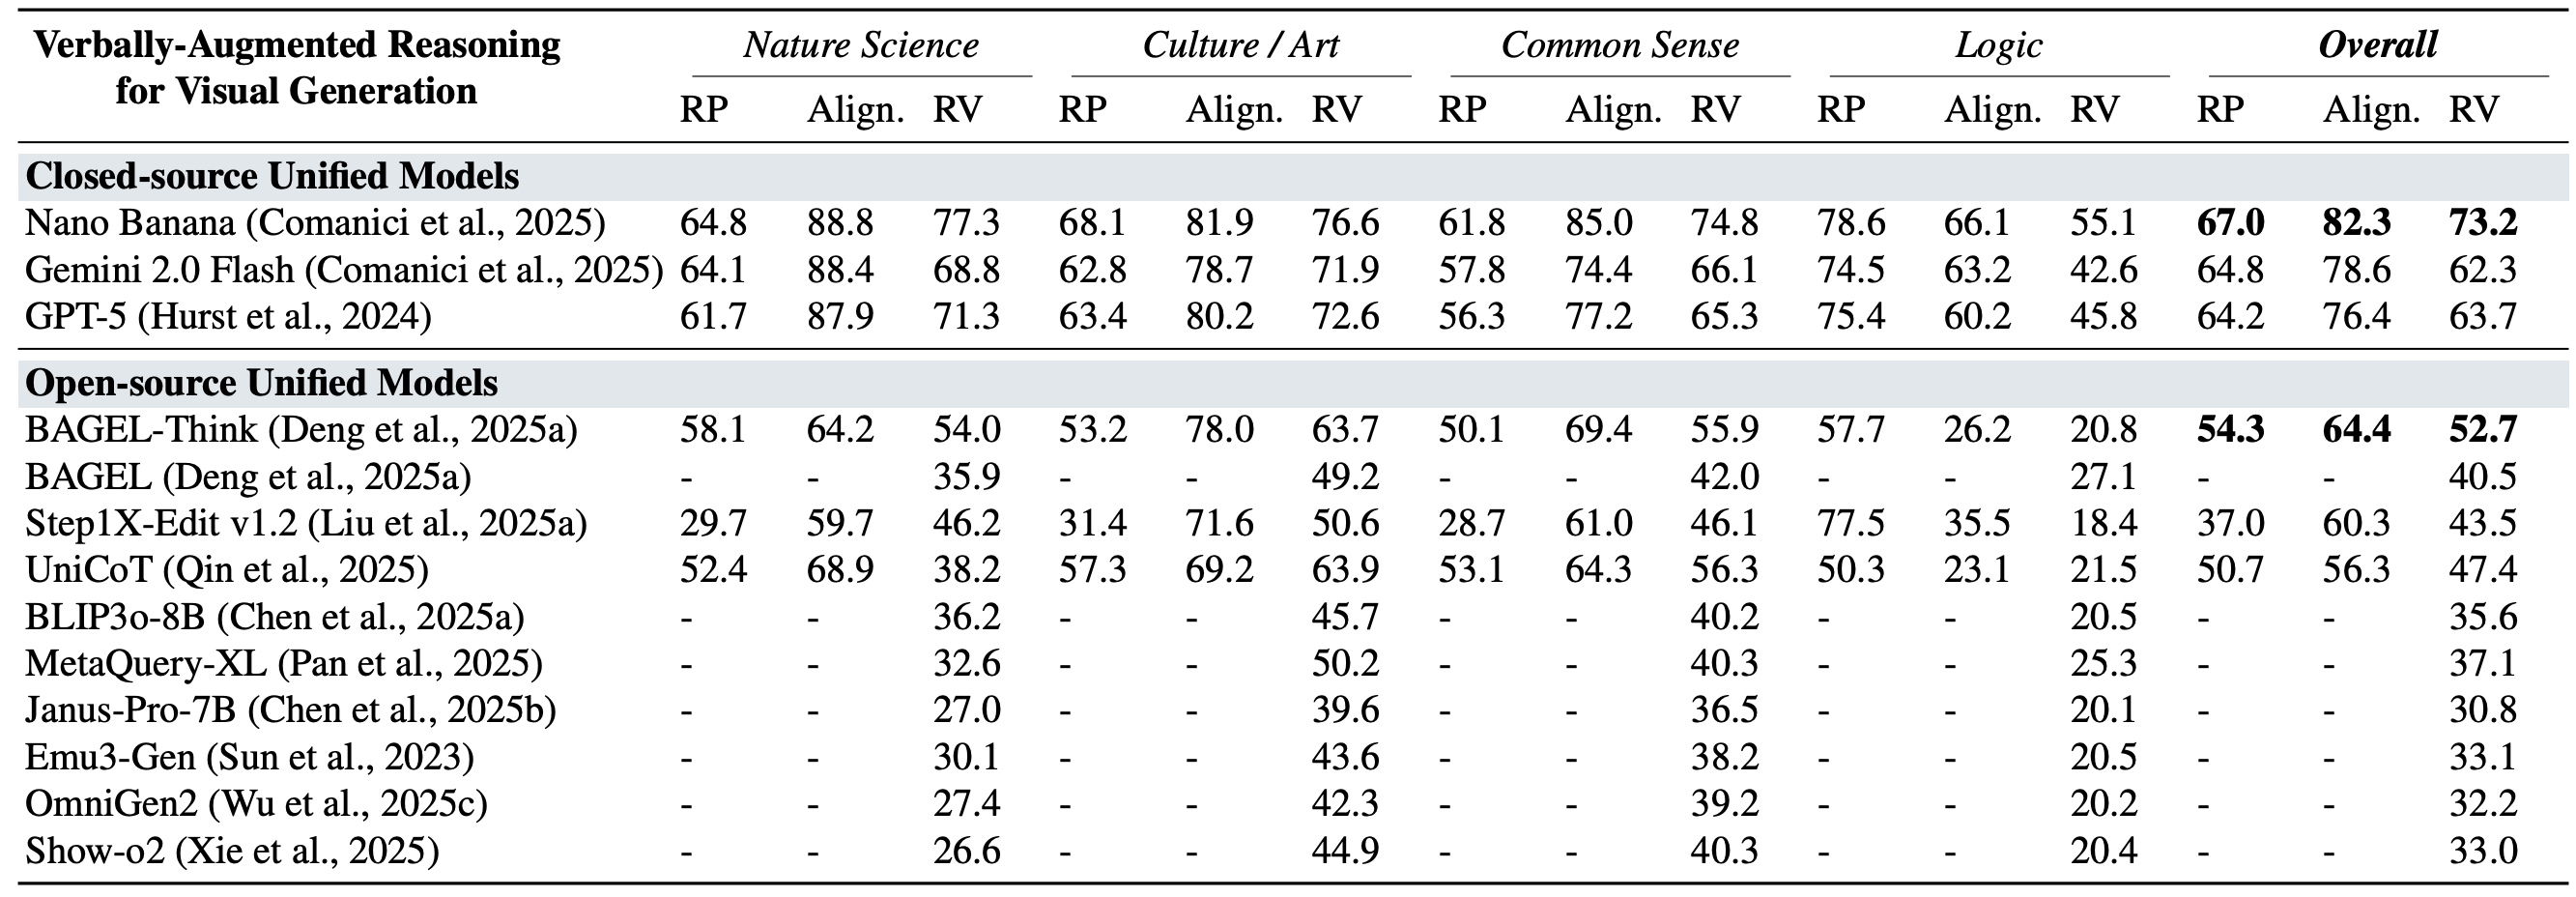 Verbally-Augmented Reasoning for Visual Generation Nature Science Culture / Art Common Sense Logic Overall
RP Align. RV RP Align. RV RP Align. RV RP Align. RV RP Align. RV
Closed-source Unified Models
Nano Banana (Comanici et al., 2025) 64.8 88.8 77.3 68.1 81.9 76.6 61.8 85.0 74.8 78.6 66.1 55.1 67.0 82.3 73.2
Gemini 2.0 Flash (Comanici et al., 2025) 64.1 88.4 68.8 62.8 78.7 71.9 57.8 74.4 66.1 74.5 63.2 42.6 64.8 78.6 62.3
GPT-5 (Hurst et al., 2024) 61.7 87.9 71.3 63.4 80.2 72.6 56.3 77.2 65.3 75.4 60.2 45.8 64.2 76.4 63.7
Open-source Unified Models
BAGEL-Think (Deng et al., 2025a) 58.1 64.2 54.0 53.2 78.0 63.7 50.1 69.4 55.9 57.7 26.2 20.8 54.3 64.4 52.7
BAGEL (Deng et al., 2025a) - - 35.9 - - 49.2 - - 42.0 - - 27.1 - - 40.5
Step1X-Edit v1.2 (Liu et al., 2025a) 29.7 59.7 46.2 31.4 71.6 50.6 28.7 61.0 46.1 77.5 35.5 18.4 37.0 60.3 43.5
UniCoT (Qin et al., 2025) 52.4 68.9 38.2 57.3 69.2 63.9 53.1 64.3 56.3 50.3 23.1 21.5 50.7 56.3 47.4
BLIP3o-8B (Chen et al., 2025a) - - 36.2 - - 45.7 - - 40.2 - - 20.5 - - 35.6
MetaQuery-XL (Pan et al., 2025) - - 32.6 - - 50.2 - - 40.3 - - 25.3 - - 37.1
Janus-Pro-7B (Chen et al., 2025b) - - 27.0 - - 39.6 - - 36.5 - - 20.1 - - 30.8
Emu3-Gen (Sun et al., 2023) - - 30.1 - - 43.6 - - 38.2 - - 20.5 - - 33.1
OmniGen2 (Wu et al., 2025c) - - 27.4 - - 42.3 - - 39.2 - - 20.2 - - 32.2
Show-o2 (Xie et al., 2025) - - 26.6 - - 44.9 - - 40.3 - - 20.4 - - 33.0